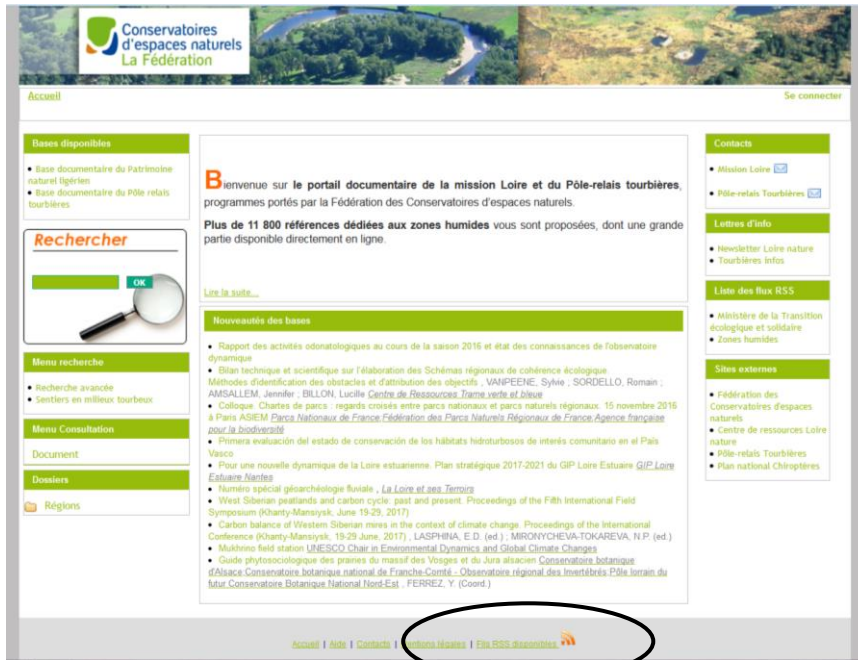 Conservatoires
d'espaces naturels
La Fédération
Accueil
Se connecter
Bases disponibles
Base documentaire du Patrimoine
naturel ligérien
Base documentaire du Pôle relais
tourbières
Rechercher
OK
Menu recherche
Recherche avancée
Sentiers en milieux tourbeux
Menu Consultation
Document
Dossiers
Régions
Bienvenue sur le portail documentaire de la mission Loire et du Pôle-relais tourbières,
programmes portés par la Fédération des Conservatoires d'espaces naturels.
Plus de 11 800 références dédiées aux zones humides vous sont proposées, dont une grande
partie disponible directement en ligne.
Lire la suite...
Nouveautés des bases
Rapport des activités odonatologiques au cours de la saison 2016 et état des connaissances de l'observatoire
dynamique
Bilan technique et scientifique sur l'élaboration des Schémas régionaux de cohérence écologique
Méthodes d'identification des obstacles et d'attribution des objectifs , VANPEENE, Sylvie ; SORDELLO, Romain ;
AMSALLEM, Jennifer ; BILLON, Lucille Centre de Ressources Trame verte et bleue
Colloque. Chartes de parcs : regards croisés entre parcs nationaux et parcs naturels régionaux. 15 novembre 2016
à Paris ASIEM Parcs Nationaux de France;Fédération des Parcs Naturels Régionaux de France;Agence française
pour la biodiversité
Primera evaluación del estado de conservación de los hábitats hidroturbosos de interés comunitario en el País
Vasco
Pour une nouvelle dynamique de la Loire estuarienne. Plan stratégique 2017-2021 du GIP Loire Estuaire GIP Loire
Estuaire Nantes
Numéro spécial géoarchéologie fluviale , La Loire et ses Terroirs
West Siberian peatlands and carbon cycle: past and present. Proceedings of the Fifth International Field
Symposium (Khanty-Mansiysk, June 19-29, 2017)
Carbon balance of Western Siberian mires in the context of climate change. Proceedings of the International
Conference (Khanty-Mansiysk, 19-29 June, 2017) , LASPHINA, E.D. (ed.) ; MIRONYCHEVA-TOKAREVA, N.P. (ed.)
Mukhrino field station UNESCO Chair in Environmental Dynamics and Global Climate Changes
Guide phytosociologique des prairies du massif des Vosges et du Jura alsacien Conservatoire botanique
d'Alsace;Conservatoire botanique national de Franche-Comté - Observatoire régional des Invertébrés;Pôle lorrain du
futur Conservatoire Botanique National Nord-Est , FERREZ, Y. (Coord.)
Contacts
Mission Loire
Pôle-relais Tourbières
Lettres d'info
Newsletter Loire nature
Tourbières infos
Liste des flux RSS
Ministère de la Transition
écologique et solidaire
Zones humides
Sites externes
Fédération des
Conservatoires d'espaces
naturels
Centre de ressources Loire
nature
Pôle-relais Tourbières
Plan national Chiroptères
Accueil | Aide | Contacts | Mentions légales | Fils RSS disponibles